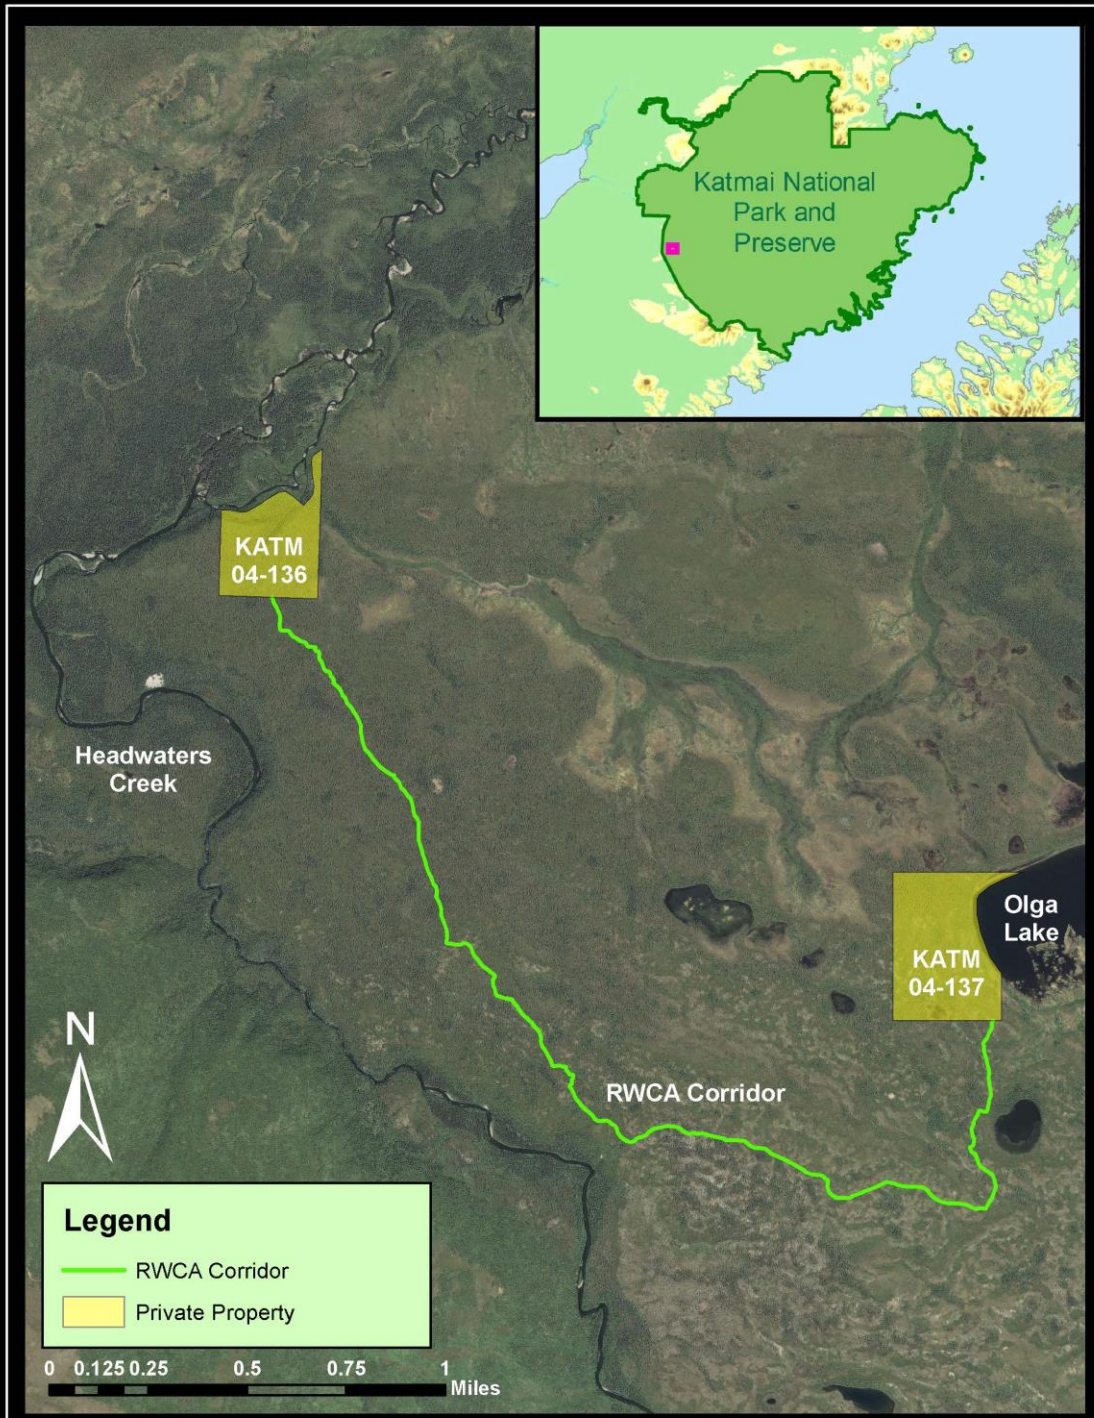 Katmai National
Park and
Preserve
KATM
04-136
Headwaters
Creek
Olga
Lake
KATM
04-137
RWCA Corridor
N
Legend
RWCA Corridor
Private Property
0 0.125 0.25 0.5 0.75 1
Miles